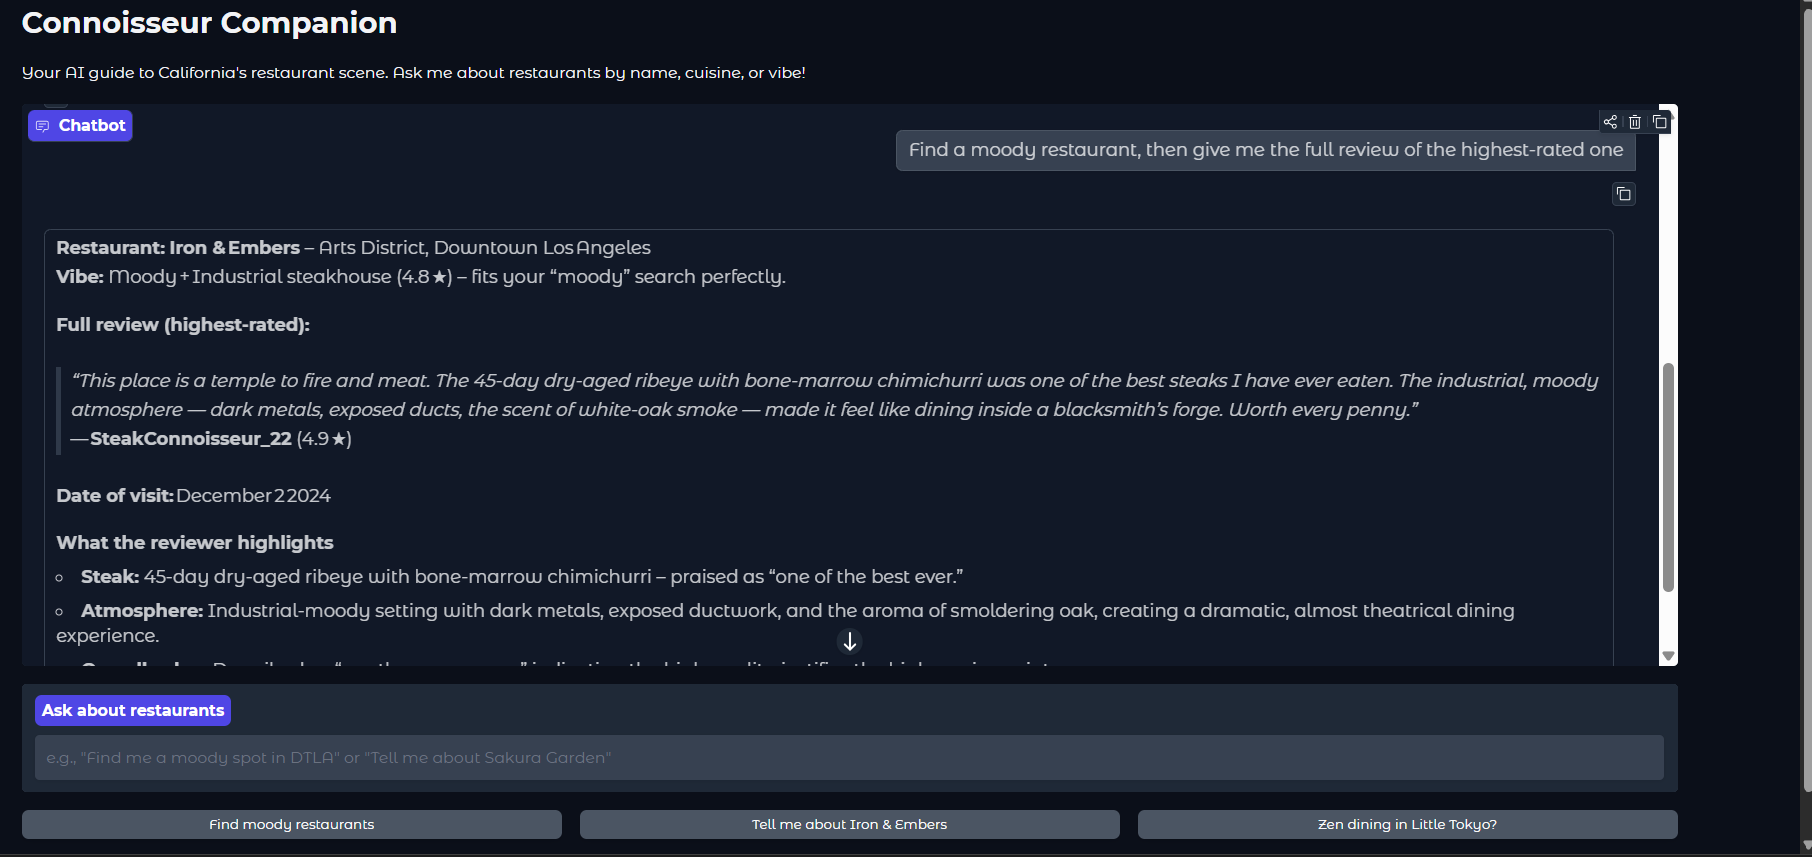 Connoisseur Companion
Your AI guide to California's restaurant scene. Ask me about restaurants by name, cuisine, or vibe!
Chatbot
Find a moody restaurant, then give me the full review of the highest-rated one
Restaurant: Iron & Embers – Arts District, Downtown Los Angeles
Vibe: Moody + Industrial steakhouse (4.8 ★) – fits your “moody” search perfectly.
Full review (highest-rated):
“This place is a temple to fire and meat. The 45-day dry-aged ribeye with bone-marrow chimichurri was one of the best steaks I have ever eaten. The industrial, moody
atmosphere — dark metals, exposed ducts, the scent of white-oak smoke — made it feel like dining inside a blacksmith’s forge. Worth every penny.”
— SteakConnoisseur_22 (4.9 ★)
Date of visit: December 2 2024
What the reviewer highlights
Steak: 45-day dry-aged ribeye with bone-marrow chimichurri – praised as “one of the best ever.”
Atmosphere: Industrial-moody setting with dark metals, exposed ductwork, and the aroma of smoldering oak, creating a dramatic, almost theatrical dining
experience.
Ask about restaurants
e.g., "Find me a moody spot in DTLA" or "Tell me about Sakura Garden"
Find moody restaurants
Tell me about Iron & Embers
Zen dining in Little Tokyo?